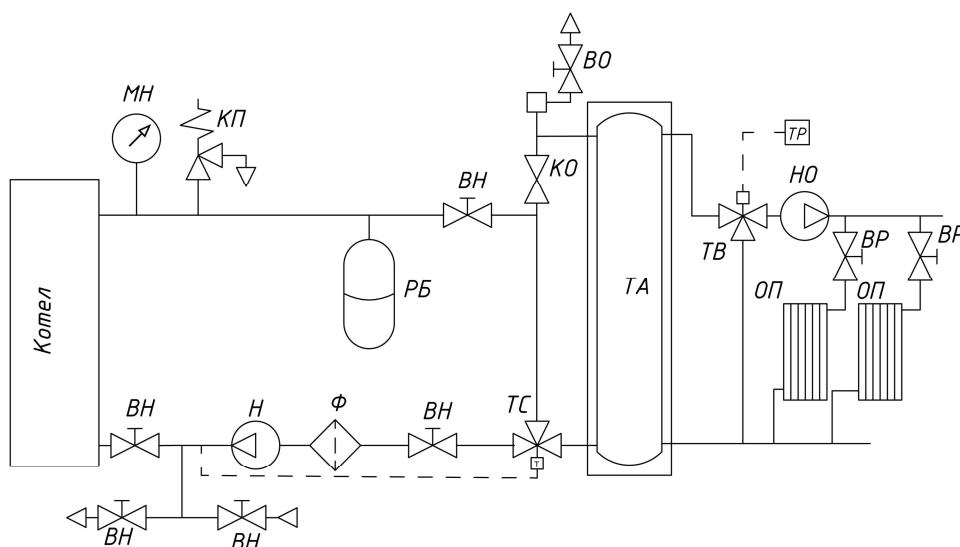 ВО
МН
КП
ТР
КО
ВН
НО
ТВ
ВР
ВР
РБ
ТА
ОП
ОП
Котел
ВН
Н
Ф
ВН
ТС
Т
ВН
ВН